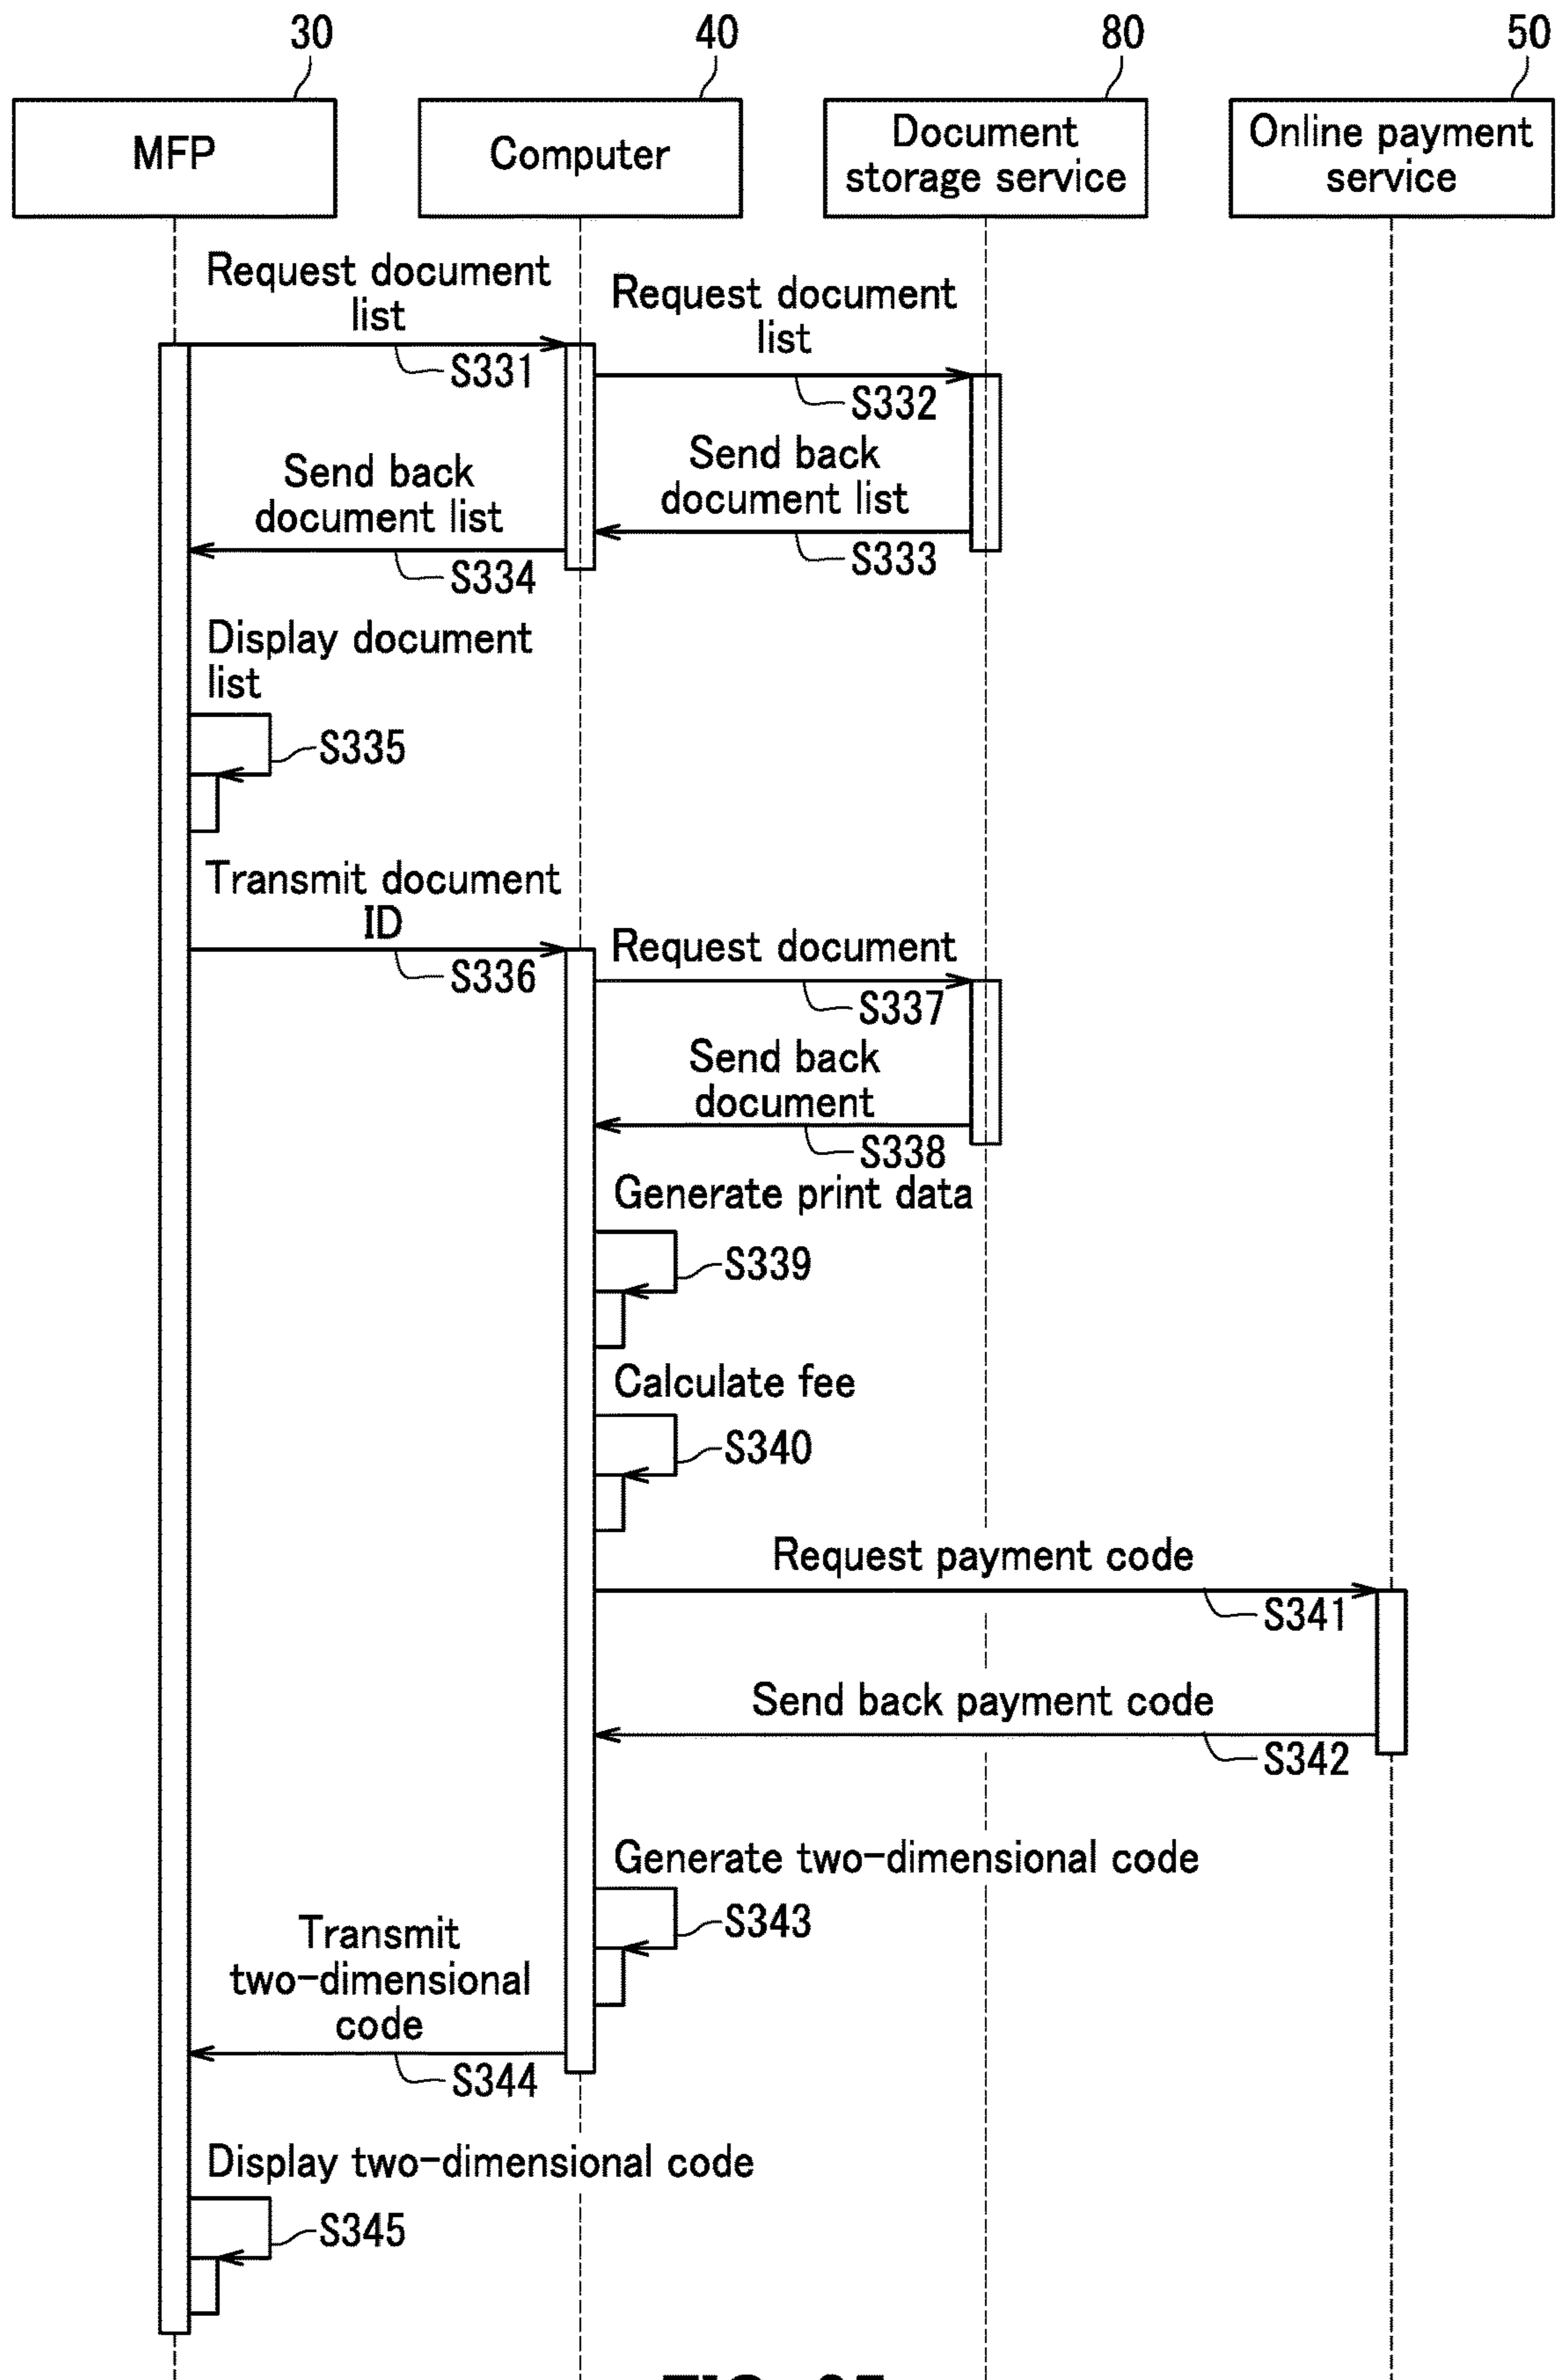 30
40
80
50
MFP
Computer
Document
storage service
Online payment
service
Request document
list
S331
Request document
list
S332
Send back
document list
S333
Send back
document list
S334
Display document
list
S335
Transmit document
ID
S336
Request document
S337
Send back
document
S338
Generate print data
S339
Calculate fee
S340
Request payment code
S341
Send back payment code
S342
Generate two-dimensional code
S343
Transmit
two-dimensional
code
S344
Display two-dimensional code
S345